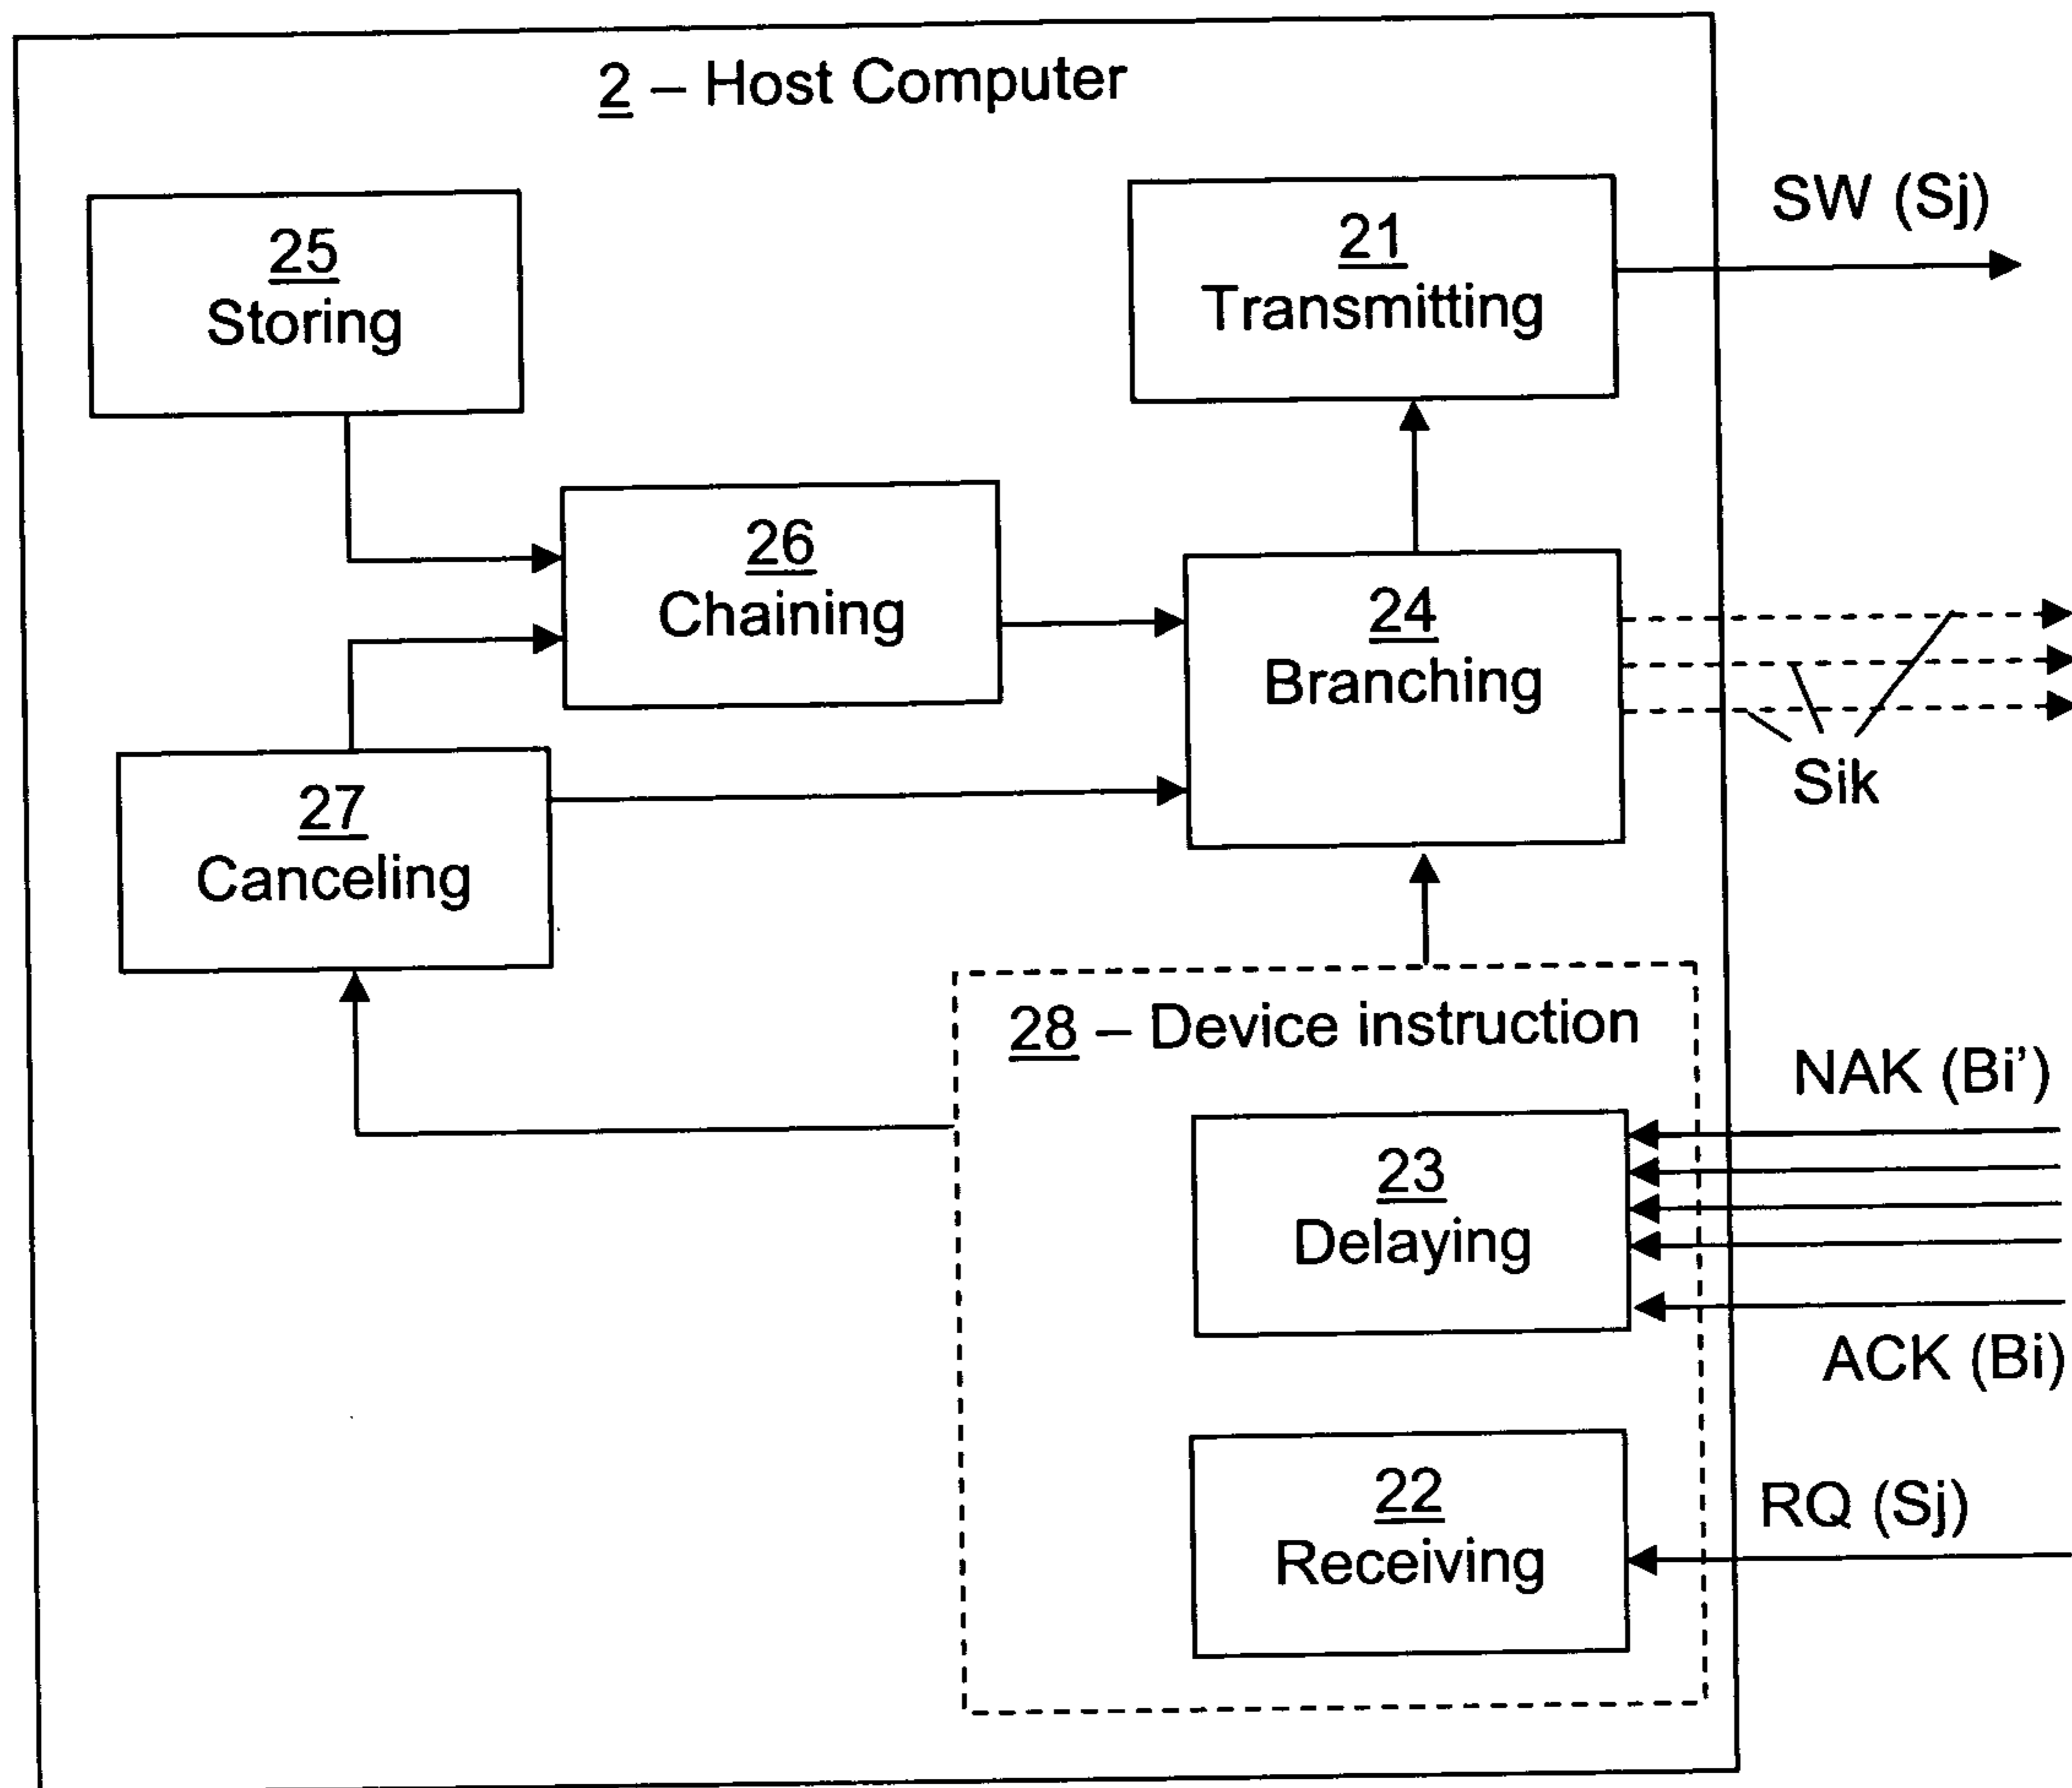 2 – Host Computer
25
Storing
21
Transmitting
SW (Sj)
26
Chaining
24
Branching
Sik
27
Canceling
28 – Device instruction
NAK (Bi’)
23
Delaying
ACK (Bi)
22
Receiving
RQ (Sj)